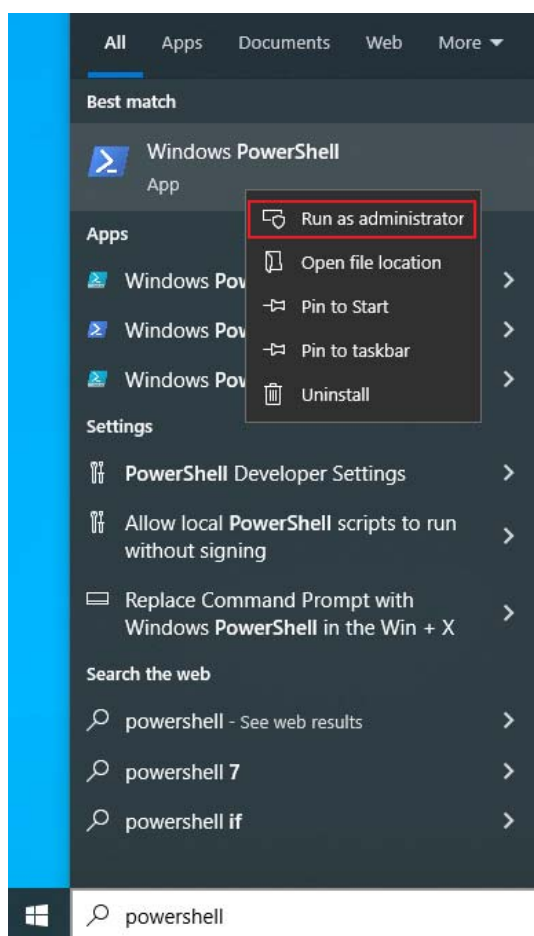 All Apps Documents Web More
Best match
Windows PowerShell
App
Run as administrator
Apps
Open file location
Windows Pow
Pin to Start
Windows Pow
Pin to taskbar
Windows Pow
Uninstall
Settings
PowerShell Developer Settings
Allow local PowerShell scripts to run
without signing
Replace Command Prompt with
Windows PowerShell in the Win + X
Search the web
powershell - See web results
powershell 7
powershell if
powershell